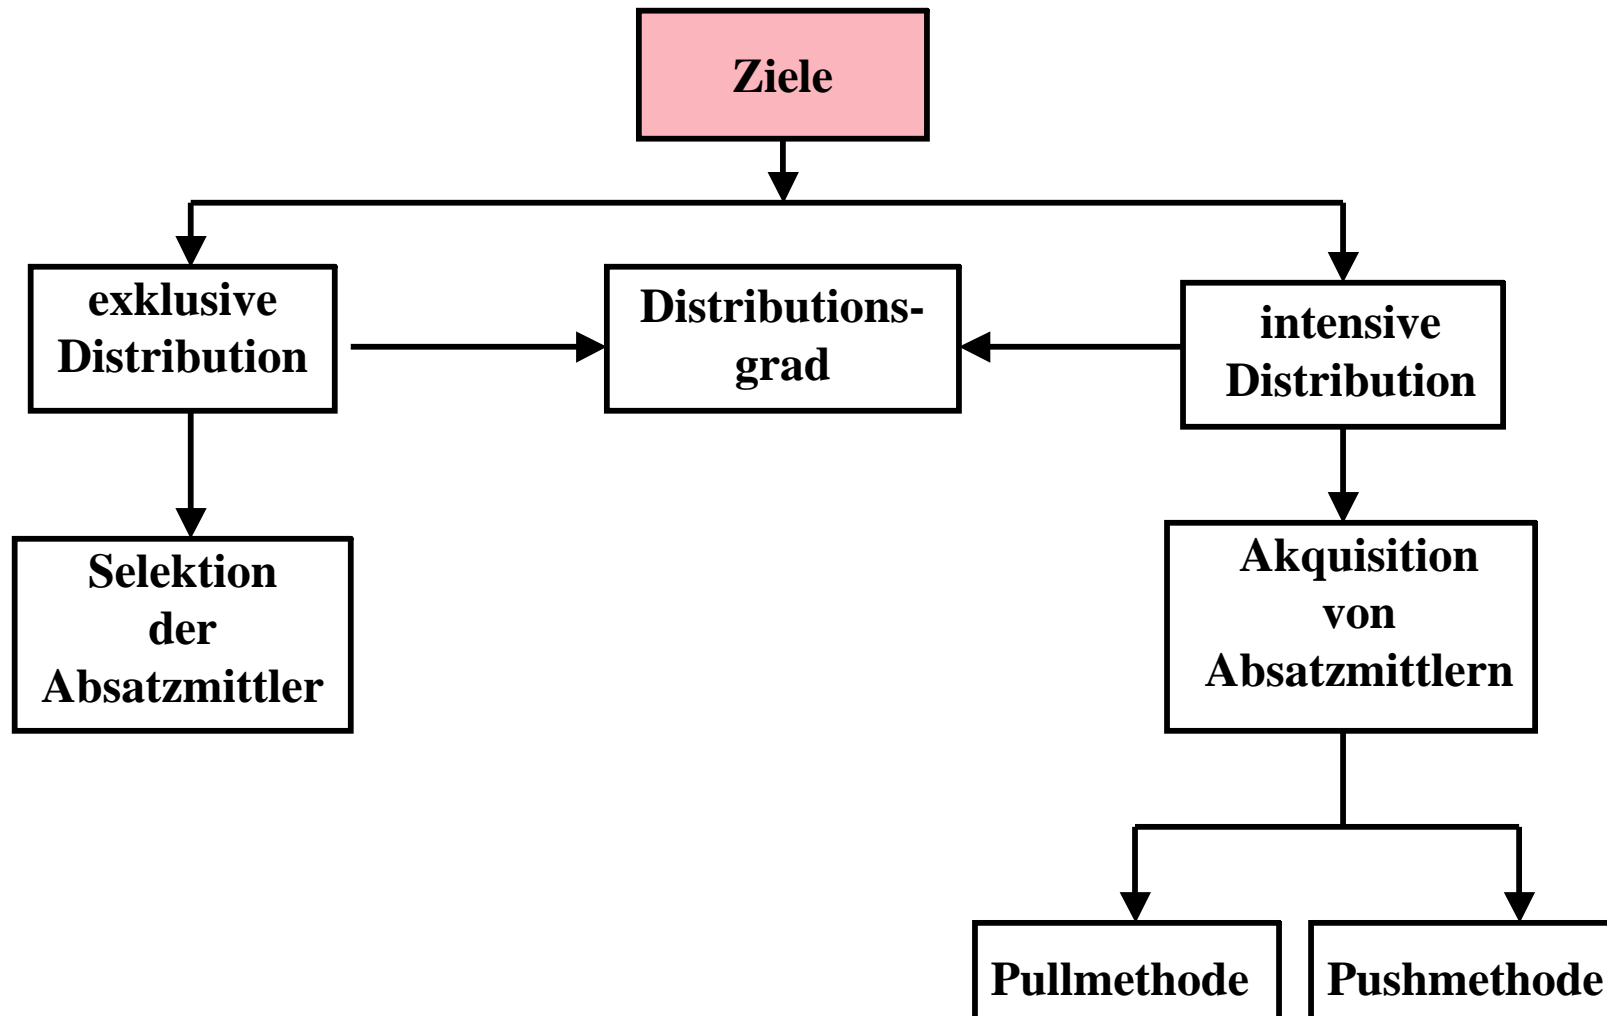 Ziele
exklusive
Distribution
Distributions-
grad
intensive
Distribution
Selektion
der
Absatzmittler
Akquisition
von
Absatzmittlern
Pullmethode
Pushmethode